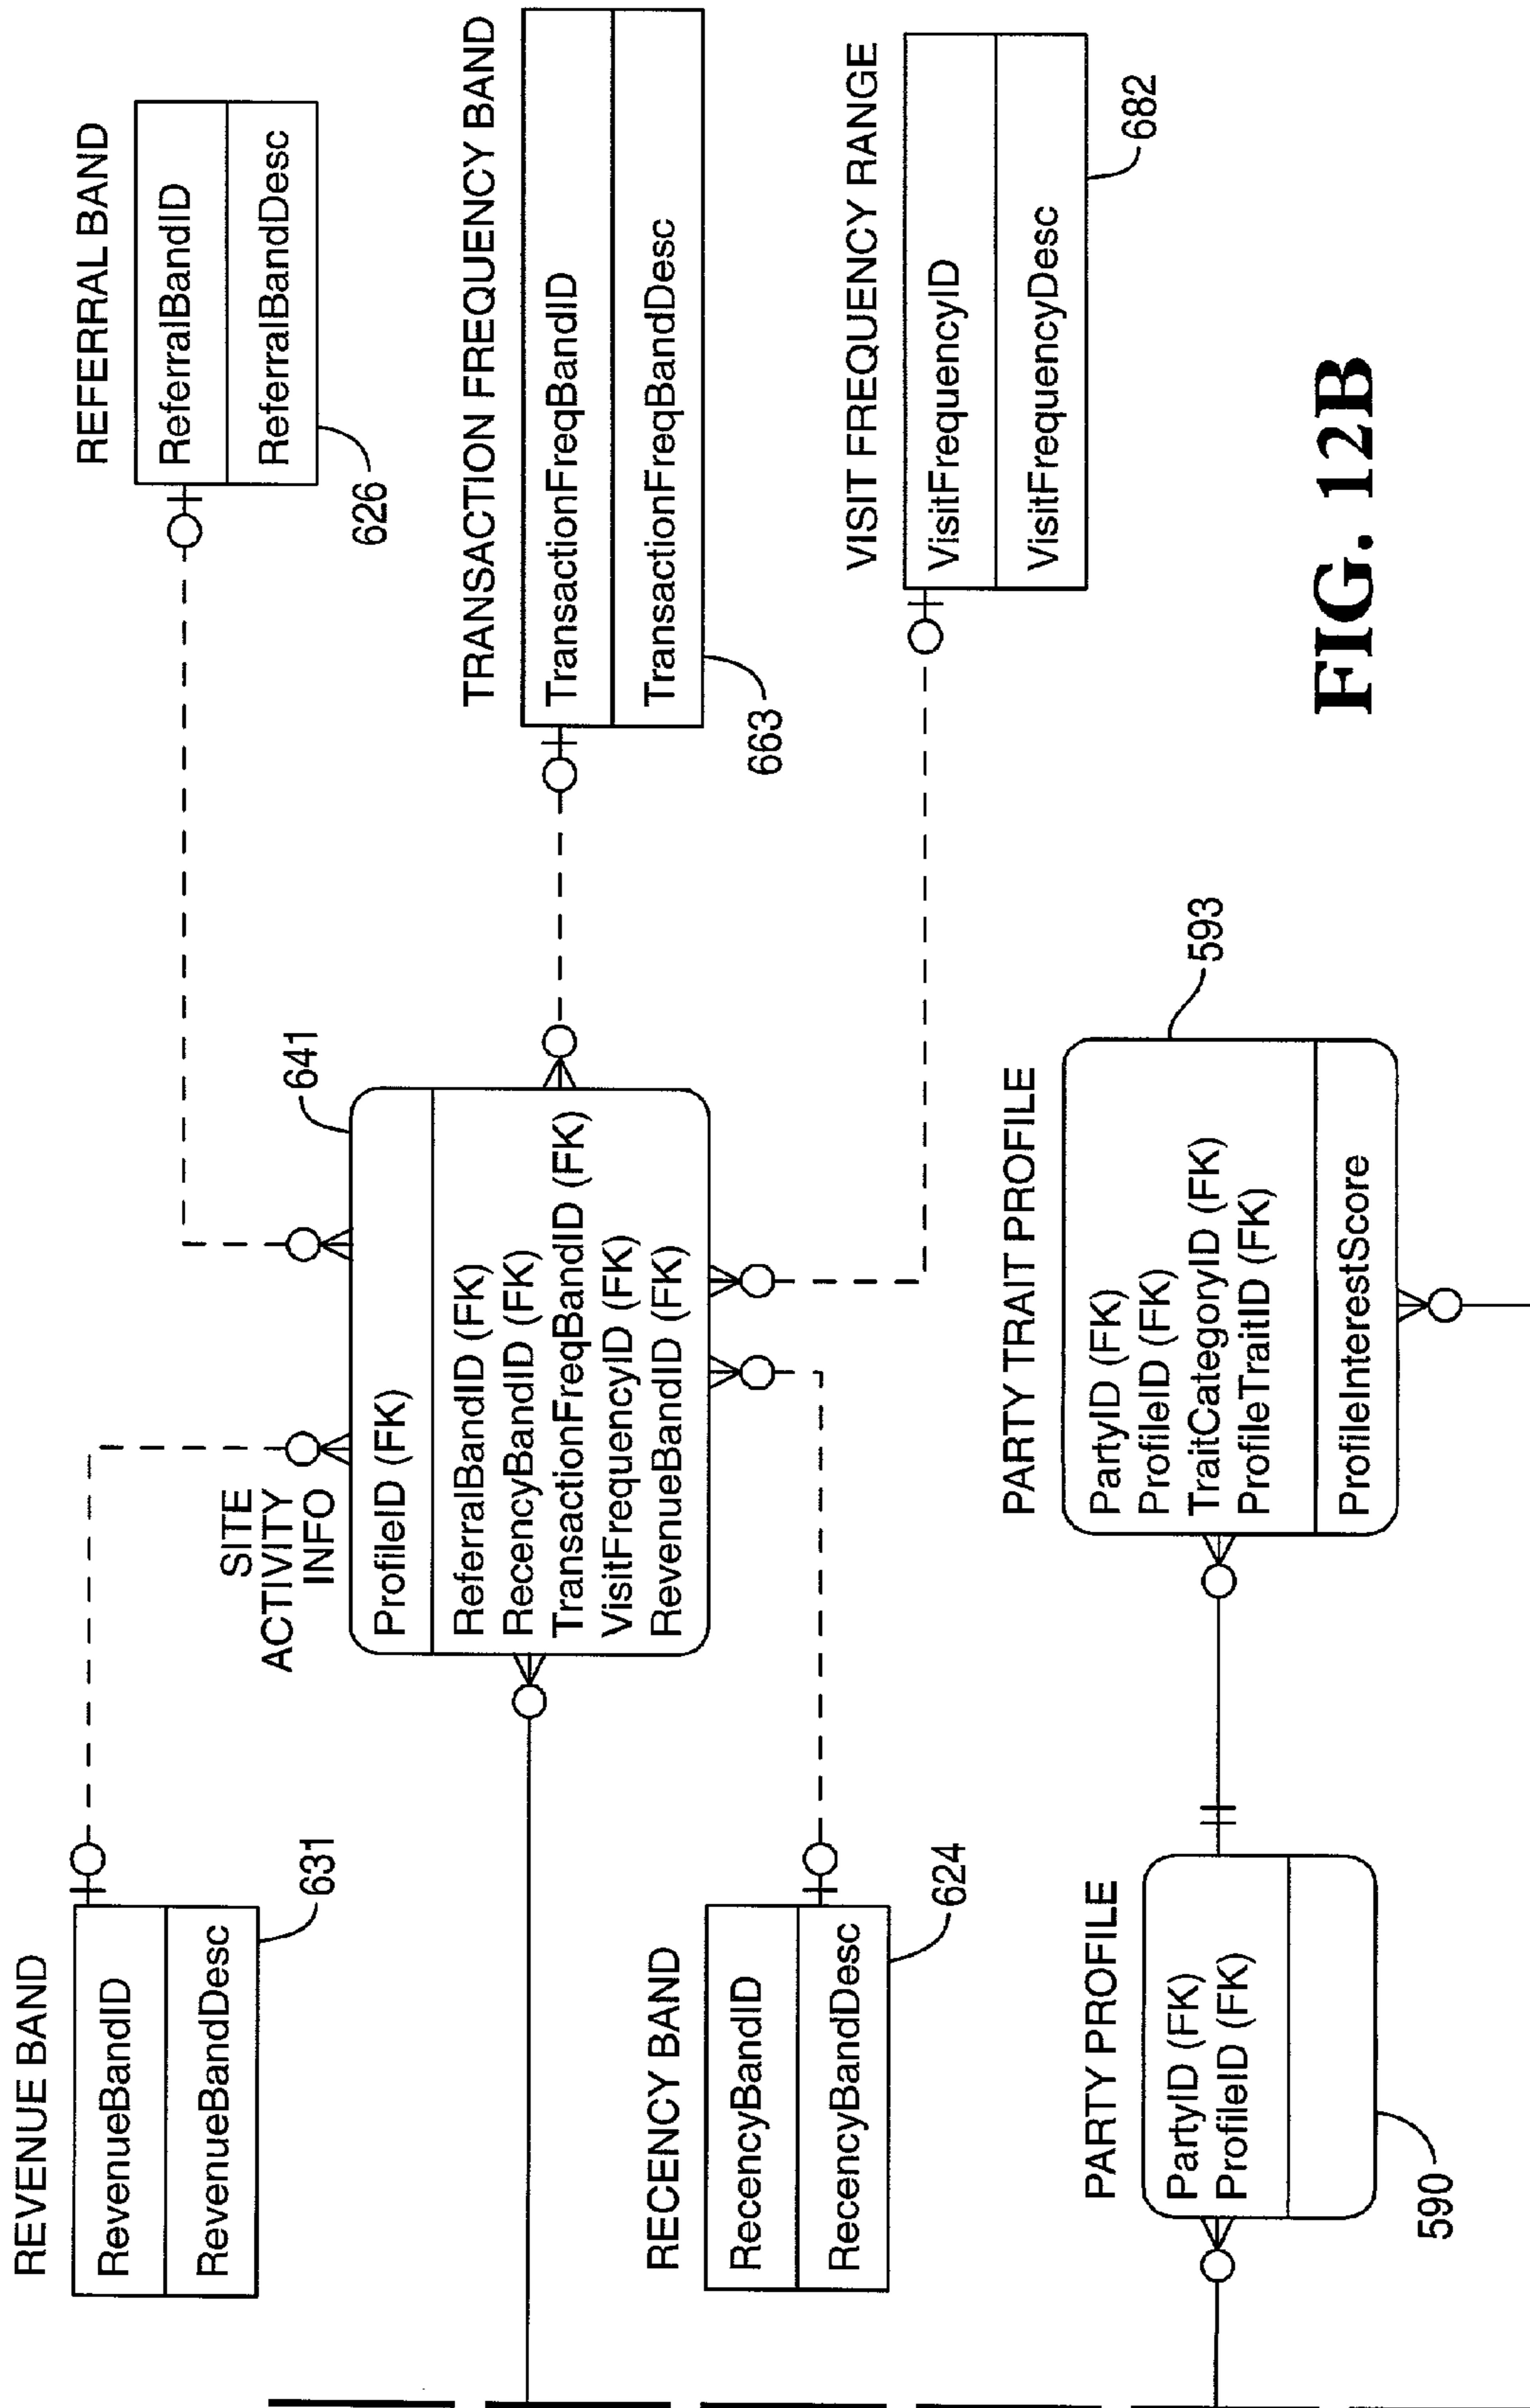 REVENUE BAND
RevenueBandID
RevenueBandDesc
631
REFERRAL BAND
ReferralBandID
ReferralBandDesc
626
SITE
ACTIVITY
INFO
641
ProfileID (FK)
ReferralBandID (FK)
RecencyBandID (FK)
TransactionFreqBandID (FK)
VisitFrequencyID (FK)
RevenueBandID (FK)
TRANSACTION FREQUENCY BAND
TransactionFreqBandID
TransactionFreqBandDesc
663
RECENCY BAND
RecencyBandID
RecencyBandDesc
624
VISIT FREQUENCY RANGE
VisitFrequencyID
VisitFrequencyDesc
682
PARTY PROFILE
PartyID (FK)
ProfileID (FK)
590
PARTY TRAIT PROFILE
PartyID (FK)
ProfileID (FK)
TraitCategoryID (FK)
ProfileTraitID (FK)
ProfileInterestScore
593
FIG. 12B